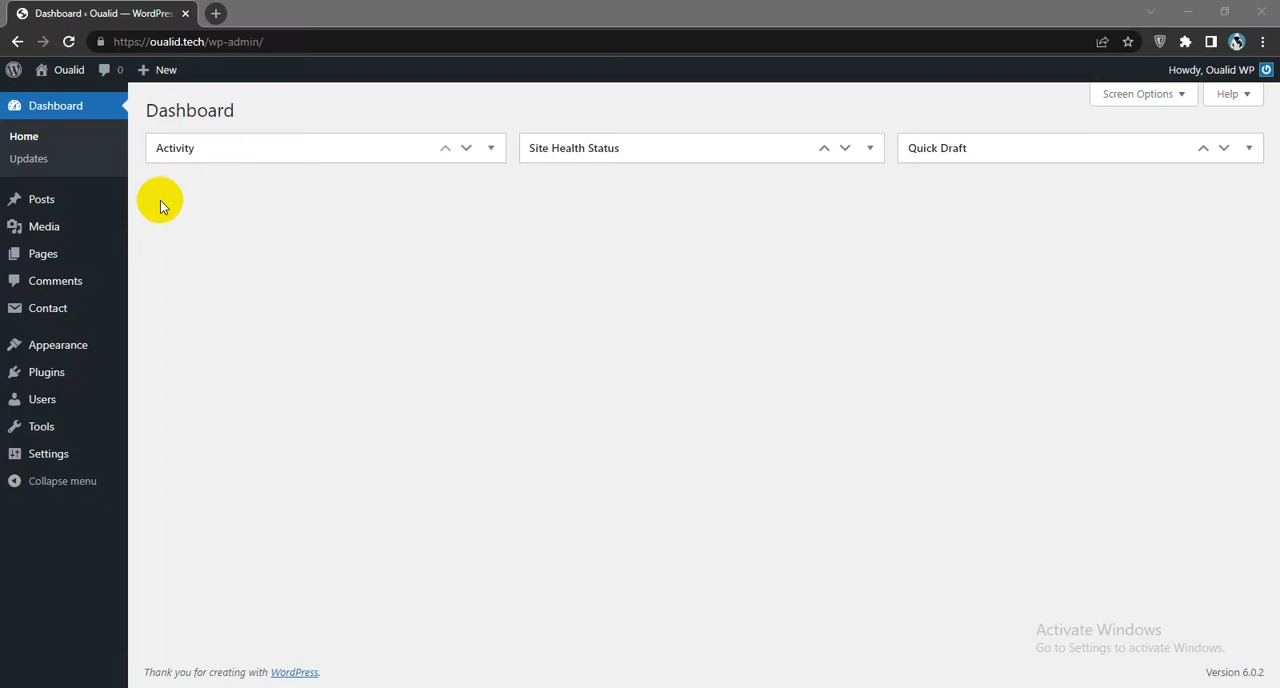 Dashboard ‹ Oualid — WordPres
https://oualid.tech/wp-admin/
Oualid 0 New Howdy, Oualid WP
Dashboard
Home
Updates
Posts
Media
Pages
Comments
Contact
Appearance
Plugins
Users
Tools
Settings
Collapse menu
Screen Options Help
Dashboard
Activity
Site Health Status
Quick Draft
Activate Windows
Go to Settings to activate Windows.
Thank you for creating with WordPress.
Version 6.0.2